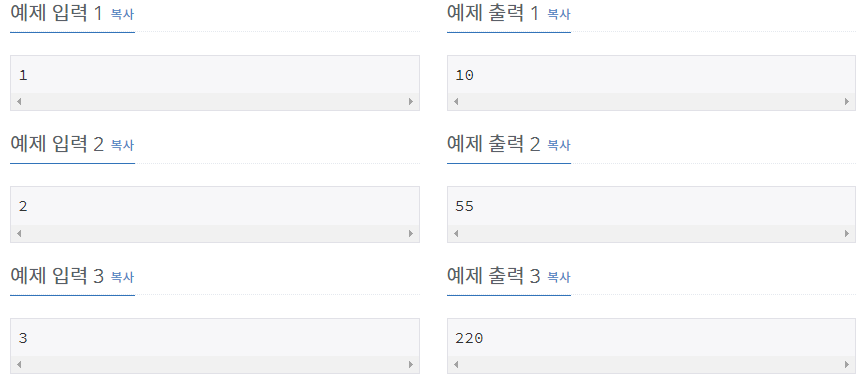 예제 입력 1 복사
예제 출력 1 복사
1
10
예제 입력 2 복사
예제 출력 2 복사
2
55
예제 입력 3 복사
예제 출력 3 복사
3
220